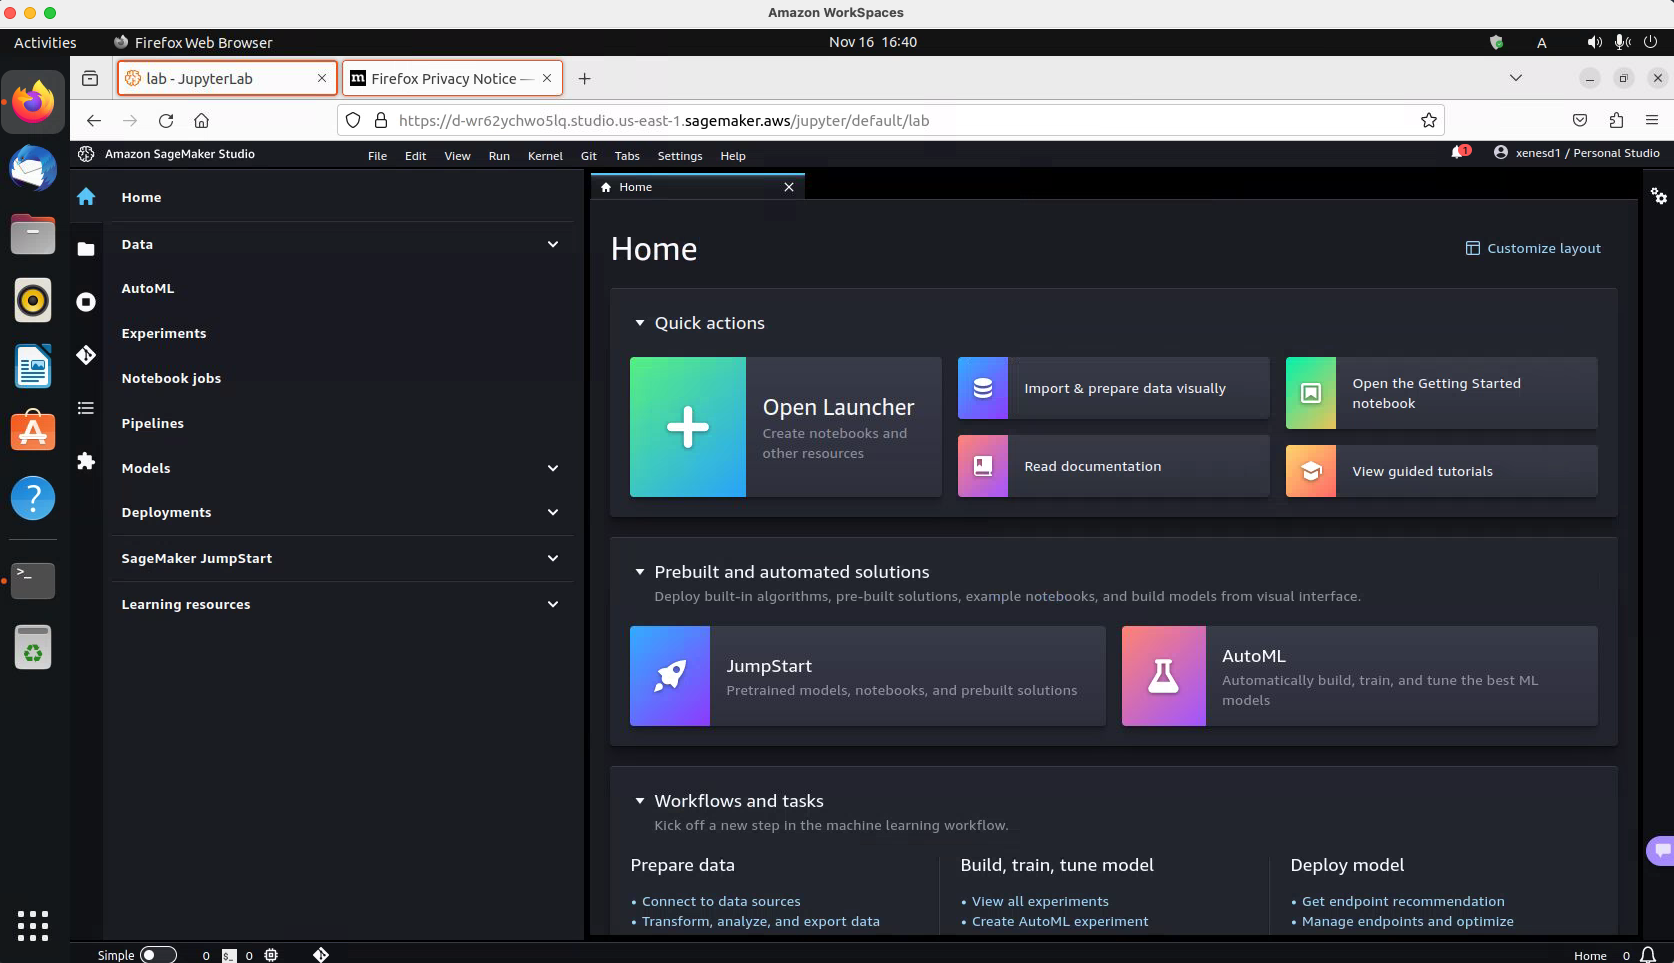 Amazon WorkSpaces
Activities
Firefox Web Browser
Nov 16 16:40
A
lab - JupyterLab
Firefox Privacy Notice —
https://d-wr62ychwo5lq.studio.us-east-1.sagemaker.aws/jupyter/default/lab
Amazon SageMaker Studio
File Edit View Run Kernel Git Tabs Settings Help
1
xenesd1 / Personal Studio
Home
Data
AutoML
Experiments
Notebook jobs
Pipelines
Models
Deployments
SageMaker JumpStart
Learning resources
Home
Home
Customize layout
Quick actions
Open Launcher
Create notebooks and
other resources
Import & prepare data visually
Read documentation
Open the Getting Started
notebook
View guided tutorials
Prebuilt and automated solutions
Deploy built-in algorithms, pre-built solutions, example notebooks, and build models from visual interface.
JumpStart
Pretrained models, notebooks, and prebuilt solutions
AutoML
Automatically build, train, and tune the best ML
models
Workflows and tasks
Kick off a new step in the machine learning workflow.
Prepare data
• Connect to data sources
• Transform, analyze, and export data
Build, train, tune model
• View all experiments
• Create AutoML experiment
Deploy model
• Get endpoint recommendation
• Manage endpoints and optimize
Simple
0
$_
0
Home
0